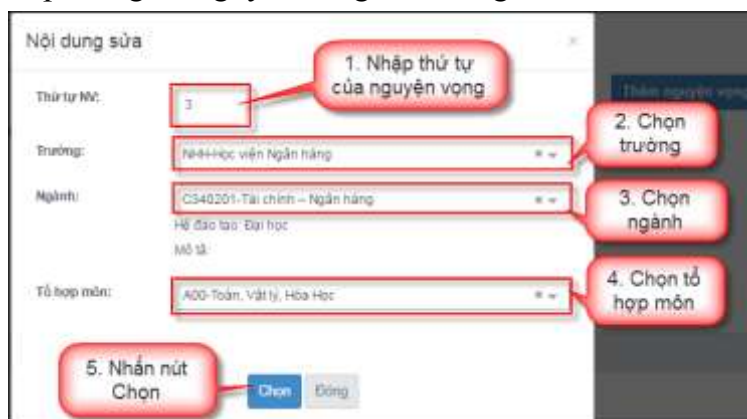 Nội dung sửa
×
1. Nhập thứ tự
của nguyện vọng
Thứ tự NV:
3
Thêm nguyện vọng
2. Chọn
trường
Trường:
NHH-Học viện Ngân hàng
Ngành:
C340201-Tài chính – Ngân hàng
3. Chọn
ngành
Hệ đào tạo: Đại học
Mô tả:
Tổ hợp môn:
A00-Toán, Vật lý, Hóa Học
4. Chọn tổ
hợp môn
5. Nhấn nút
Chọn
Chọn
Đóng